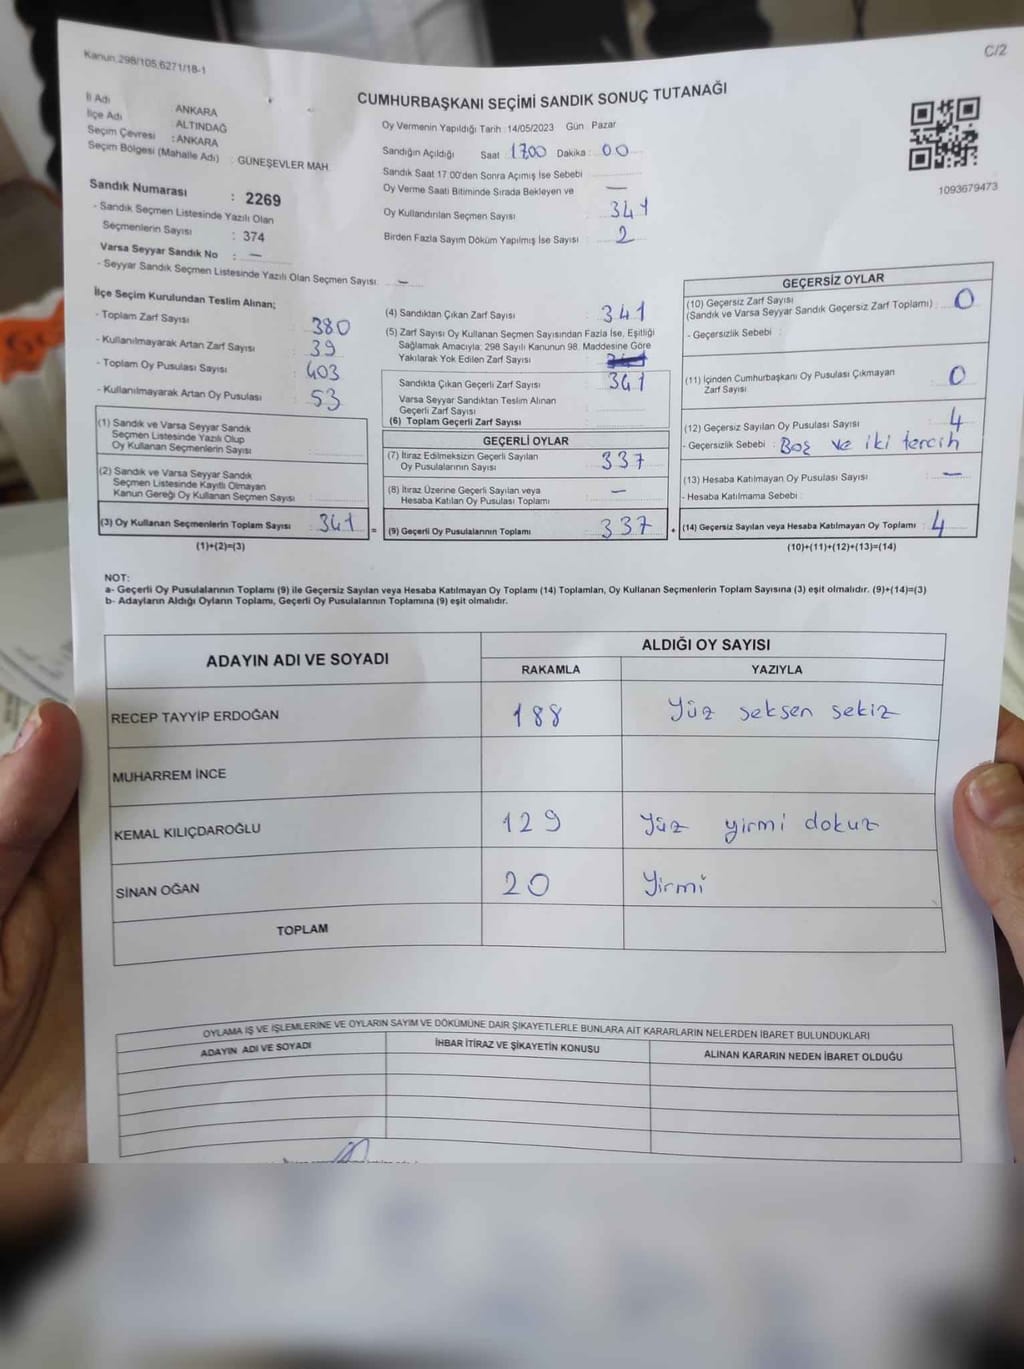 Kanun.298/105,6271/18-1
C/2
CUMHURBAŞKANI SEÇİMİ SANDIK SONUÇ TUTANAĞI
İl Adı : ANKARA
İlçe Adı : ALTINDAĞ
Seçim Çevresi : ANKARA
Seçim Bölgesi (Mahalle Adı) : GÜNEŞEVLER MAH.
Sandık Numarası : 2269
- Sandık Seçmen Listesinde Yazılı Olan
Seçmenlerin Sayısı : 374
Varsa Seyyar Sandık No : —
- Seyyar Sandık Seçmen Listesinde Yazılı Olan Seçmen Sayısı : —
Oy Vermenin Yapıldığı Tarih : 14/05/2023 Gün Pazar
Sandığın Açıldığı Saat 17.00 Dakika : 00
Sandık Saat 17:00'den Sonra Açımış İse Sebebi
Oy Verme Saati Bitiminde Sırada Bekleyen ve —
Oy Kullandırılan Seçmen Sayısı : 341
Birden Fazla Sayım Döküm Yapılmış İse Sayısı : 2
1093679473
İlçe Seçim Kurulundan Teslim Alınan;
- Toplam Zarf Sayısı : 380
- Kullanılmayarak Artan Zarf Sayısı : 39
- Toplam Oy Pusulası Sayısı : 403
- Kullanılmayarak Artan Oy Pusulası : 53
(1) Sandık ve Varsa Seyyar Sandık
Seçmen Listesinde Yazılı Olup
Oy Kullanan Seçmenlerin Sayısı :
(2) Sandık ve Varsa Seyyar Sandık
Seçmen Listesinde Kayıtlı Olmayan
Kanun Gereği Oy Kullanan Seçmen Sayısı :
(3) Oy Kullanan Seçmenlerin Toplam Sayısı : 341 =
(1)+(2)=(3)
(4) Sandıktan Çıkan Zarf Sayısı : 341
(5) Zarf Sayısı Oy Kullanan Seçmen Sayısından Fazla İse, Eşitliği
Sağlamak Amacıyla, 298 Sayılı Kanunun 98. Maddesine Göre
Yakılarak Yok Edilen Zarf Sayısı :
Sandıkta Çıkan Geçerli Zarf Sayısı : 341
Varsa Seyyar Sandıktan Teslim Alınan
Geçerli Zarf Sayısı :
(6) Toplam Geçerli Zarf Sayısı :
GEÇERLİ OYLAR
(7) İtiraz Edilmeksizin Geçerli Sayılan
Oy Pusulalarının Sayısı : 337
(8) İtiraz Üzerine Geçerli Sayılan veya
Hesaba Katılan Oy Pusulası Toplamı : —
(9) Geçerli Oy Pusulalarının Toplamı : 337 +
GEÇERSİZ OYLAR
(10) Geçersiz Zarf Sayısı
(Sandık ve Varsa Seyyar Sandık Geçersiz Zarf Toplamı) : 0
- Geçersizlik Sebebi :
(11) İçinden Cumhurbaşkanı Oy Pusulası Çıkmayan
Zarf Sayısı : 0
(12) Geçersiz Sayılan Oy Pusulası Sayısı : 4
- Geçersizlik Sebebi : Boş ve iki tercih
(13) Hesaba Katılmayan Oy Pusulası Sayısı : —
- Hesaba Katılmama Sebebi :
(14) Geçersiz Sayılan veya Hesaba Katılmayan Oy Toplamı : 4
(10)+(11)+(12)+(13)=(14)
NOT:
a- Geçerli Oy Pusulalarının Toplamı (9) ile Geçersiz Sayılan veya Hesaba Katılmayan Oy Toplamı (14) Toplamları, Oy Kullanan Seçmenlerin Toplam Sayısına (3) eşit olmalıdır. (9)+(14)=(3)
b- Adayların Aldığı Oyların Toplamı, Geçerli Oy Pusulalarının Toplamına (9) eşit olmalıdır.
ADAYIN ADI VE SOYADI
ALDIĞI OY SAYISI
RAKAMLA YAZIYLA
RECEP TAYYİP ERDOĞAN 188 Yüz seksen sekiz
MUHARREM İNCE
KEMAL KILIÇDAROĞLU 129 Yüz yirmi dokuz
SİNAN OĞAN 20 Yirmi
TOPLAM
OYLAMA İŞ VE İŞLEMLERİNE VE OYLARIN SAYIM VE DÖKÜMÜNE DAİR ŞİKAYETLERLE BUNLARA AİT KARARLARIN NELERDEN İBARET BULUNDUKLARI
ADAYIN ADI VE SOYADI İHBAR İTİRAZ VE ŞİKAYETİN KONUSU ALINAN KARARIN NEDEN İBARET OLDUĞU